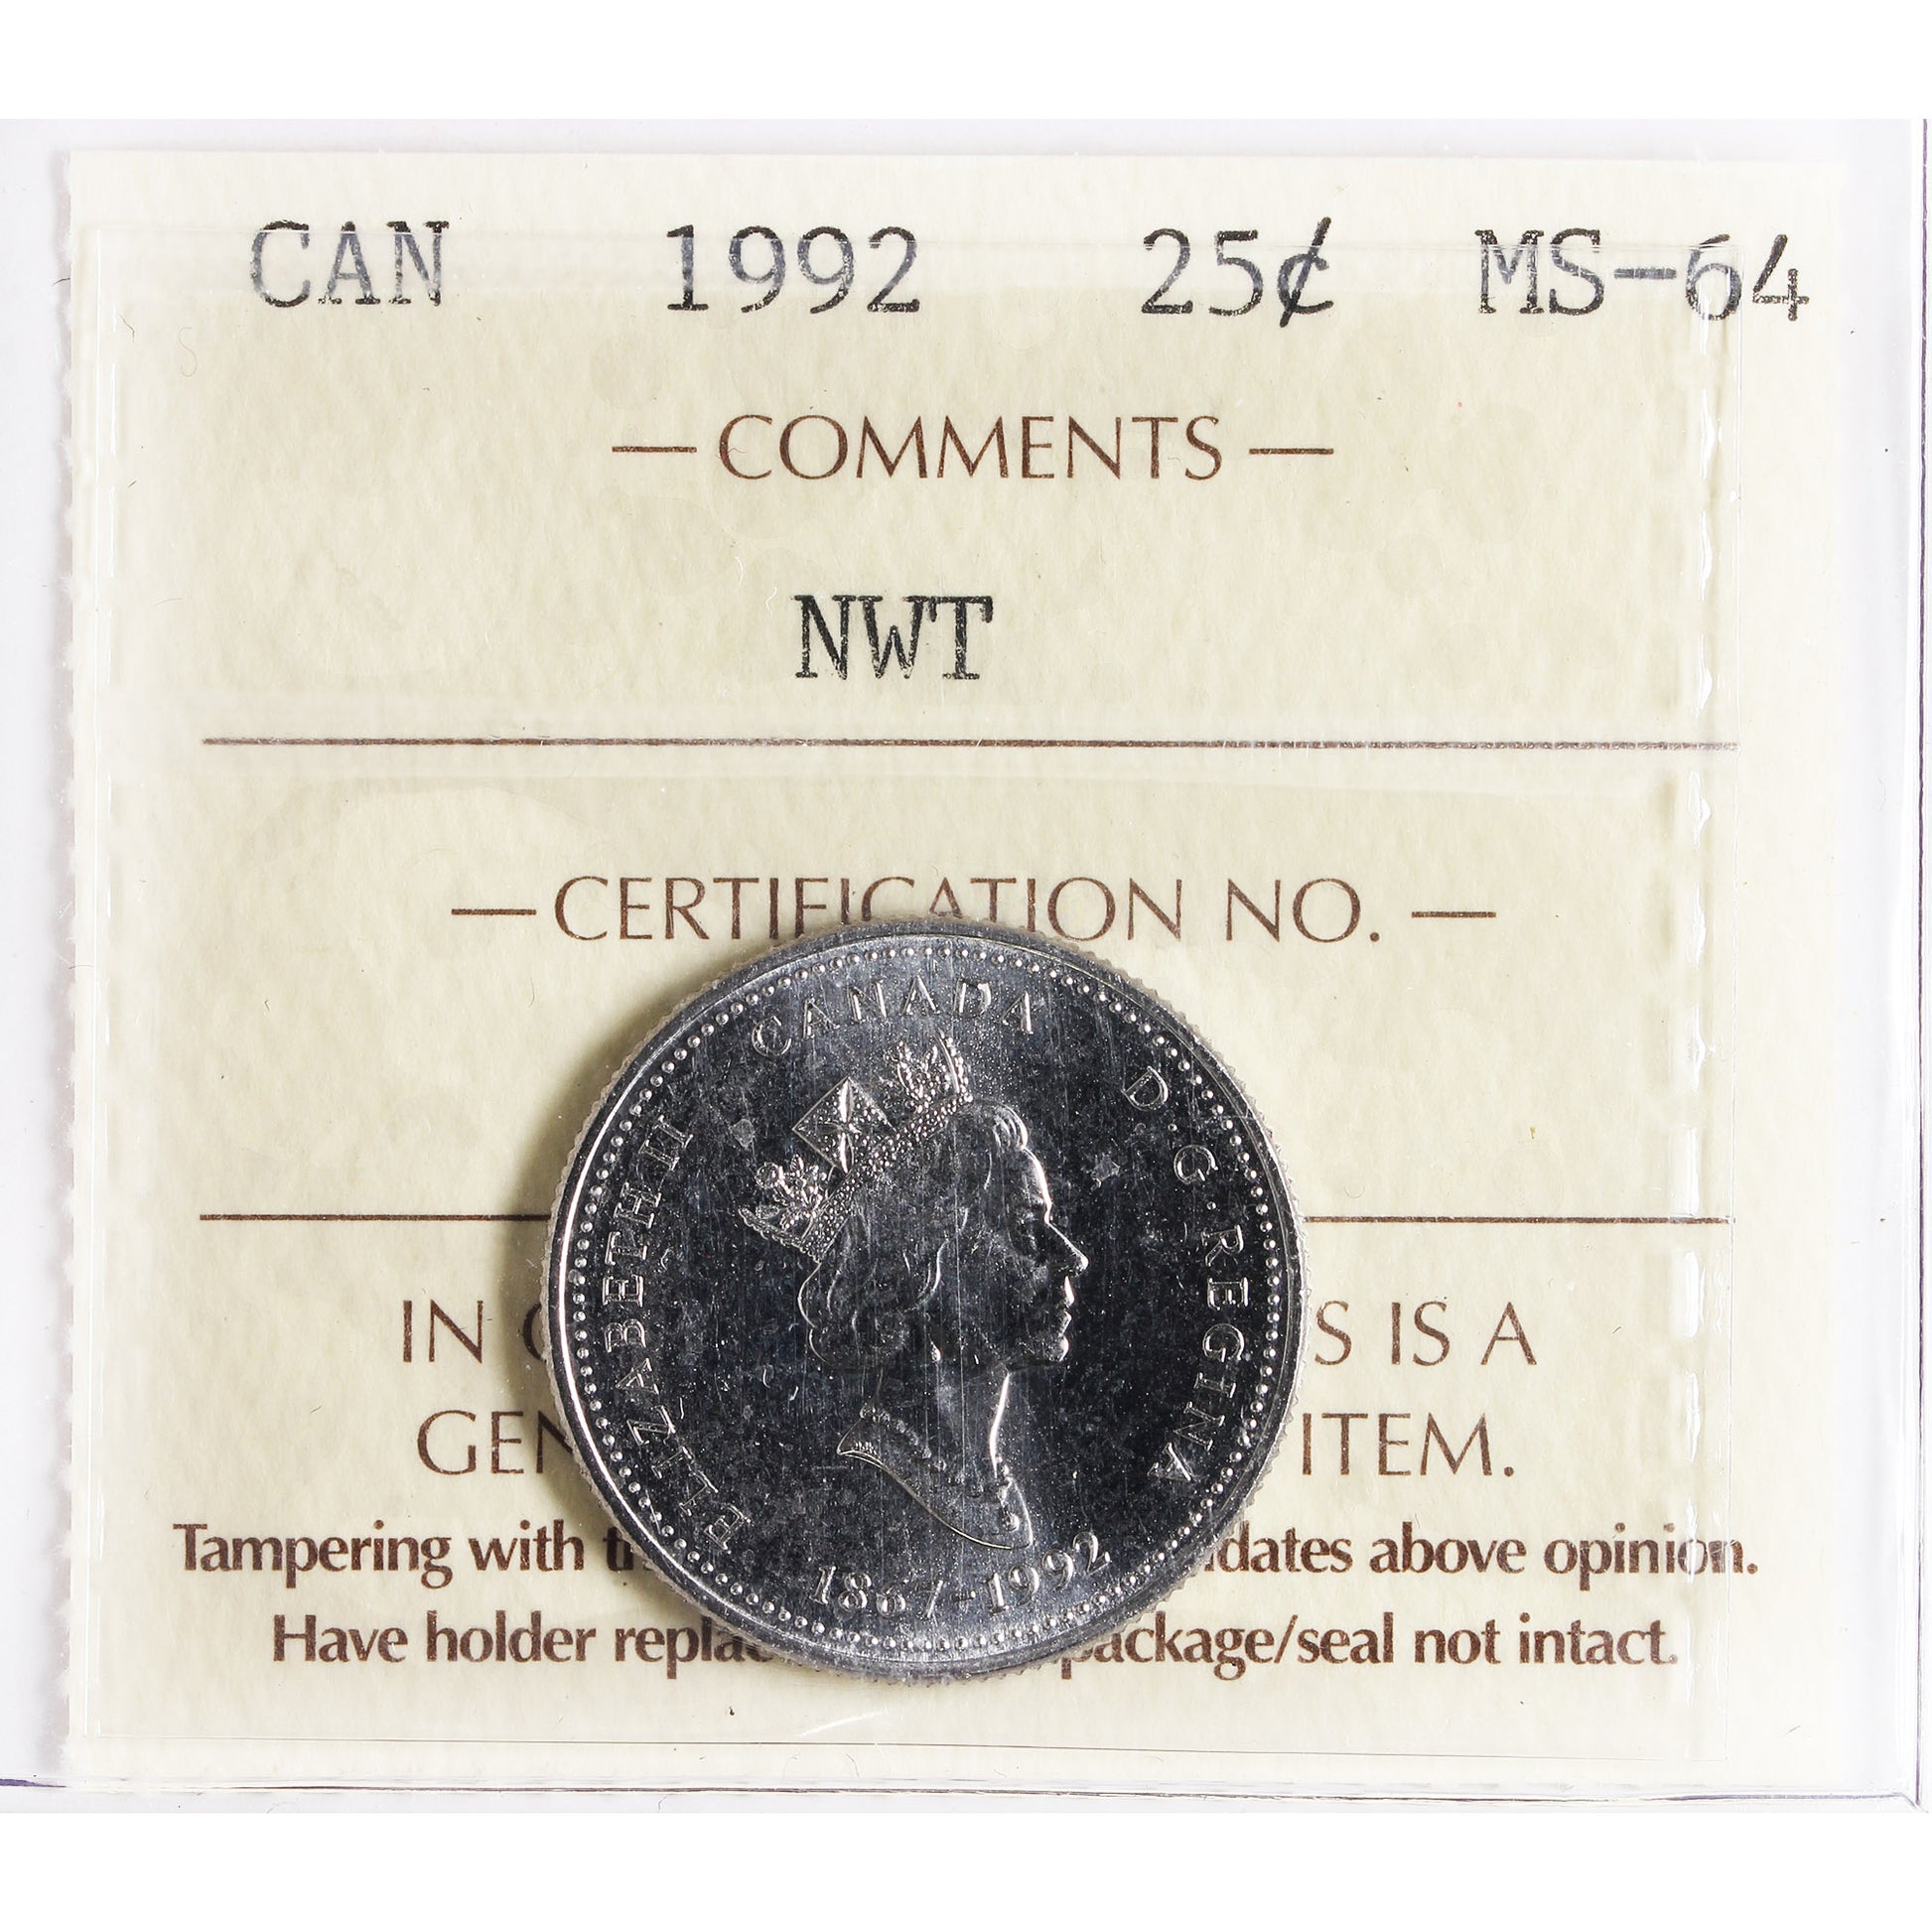 CAN 1992 25¢ MS-64
— COMMENTS —
NWT
— CERTIFICATION NO. —
CANADA
ELIZABETH II D.G. REGINA
1867-1992
IN S IS A
GEN ITEM.
Tampering with dates above opinion.
Have holder package/seal not intact.